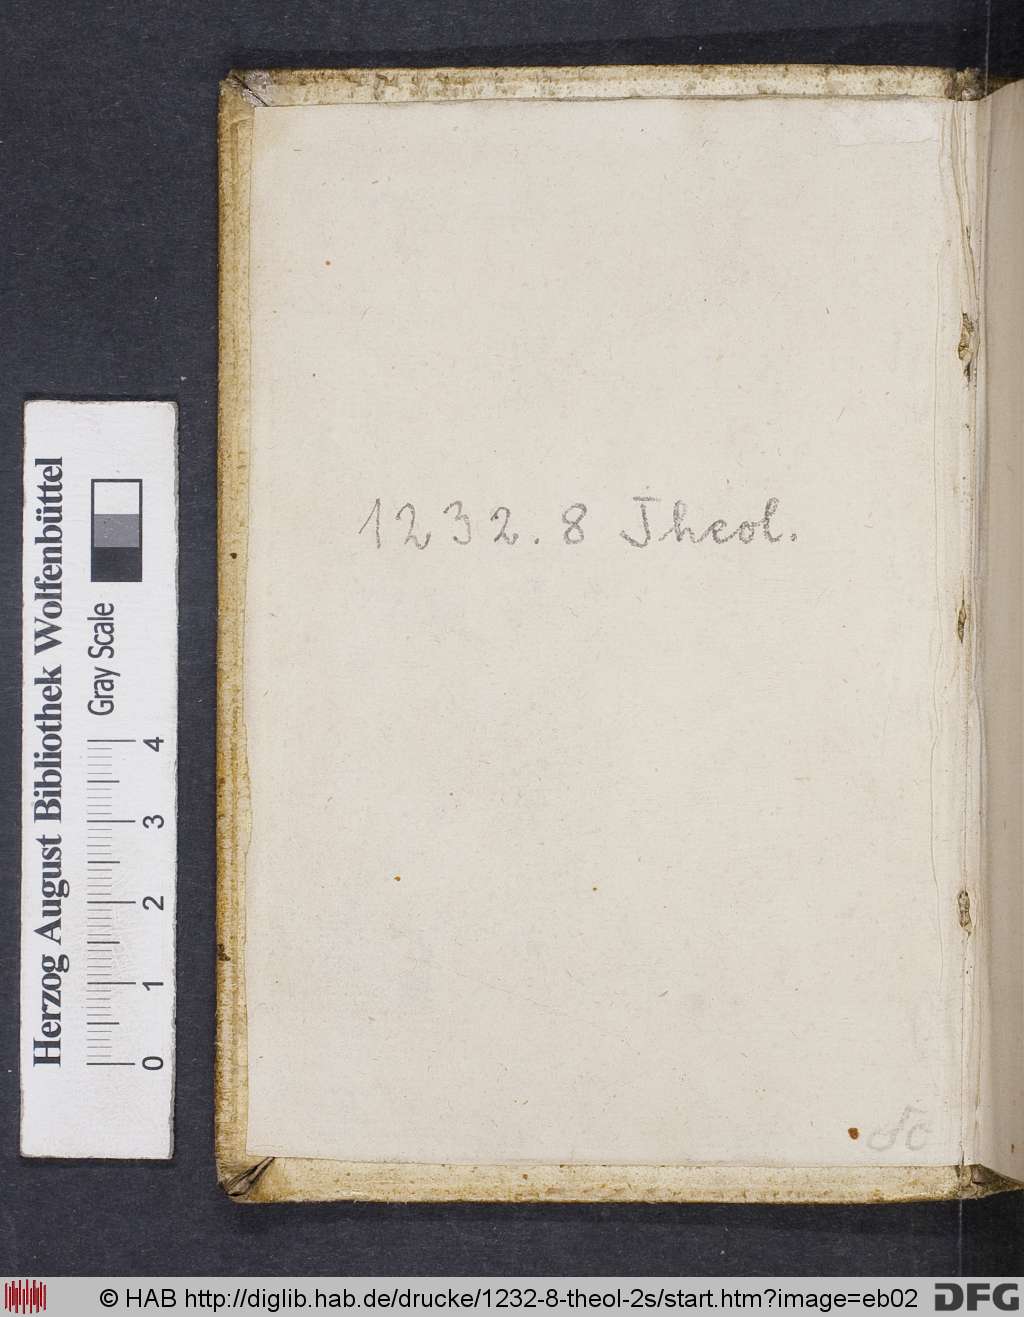 1232.8 Theol.
Herzog August Bibliothek Wolfenbüttel
Gray Scale
0 1 2 3 4
© HAB http://diglib.hab.de/drucke/1232-8-theol-2s/start.htm?image=eb02
DFG